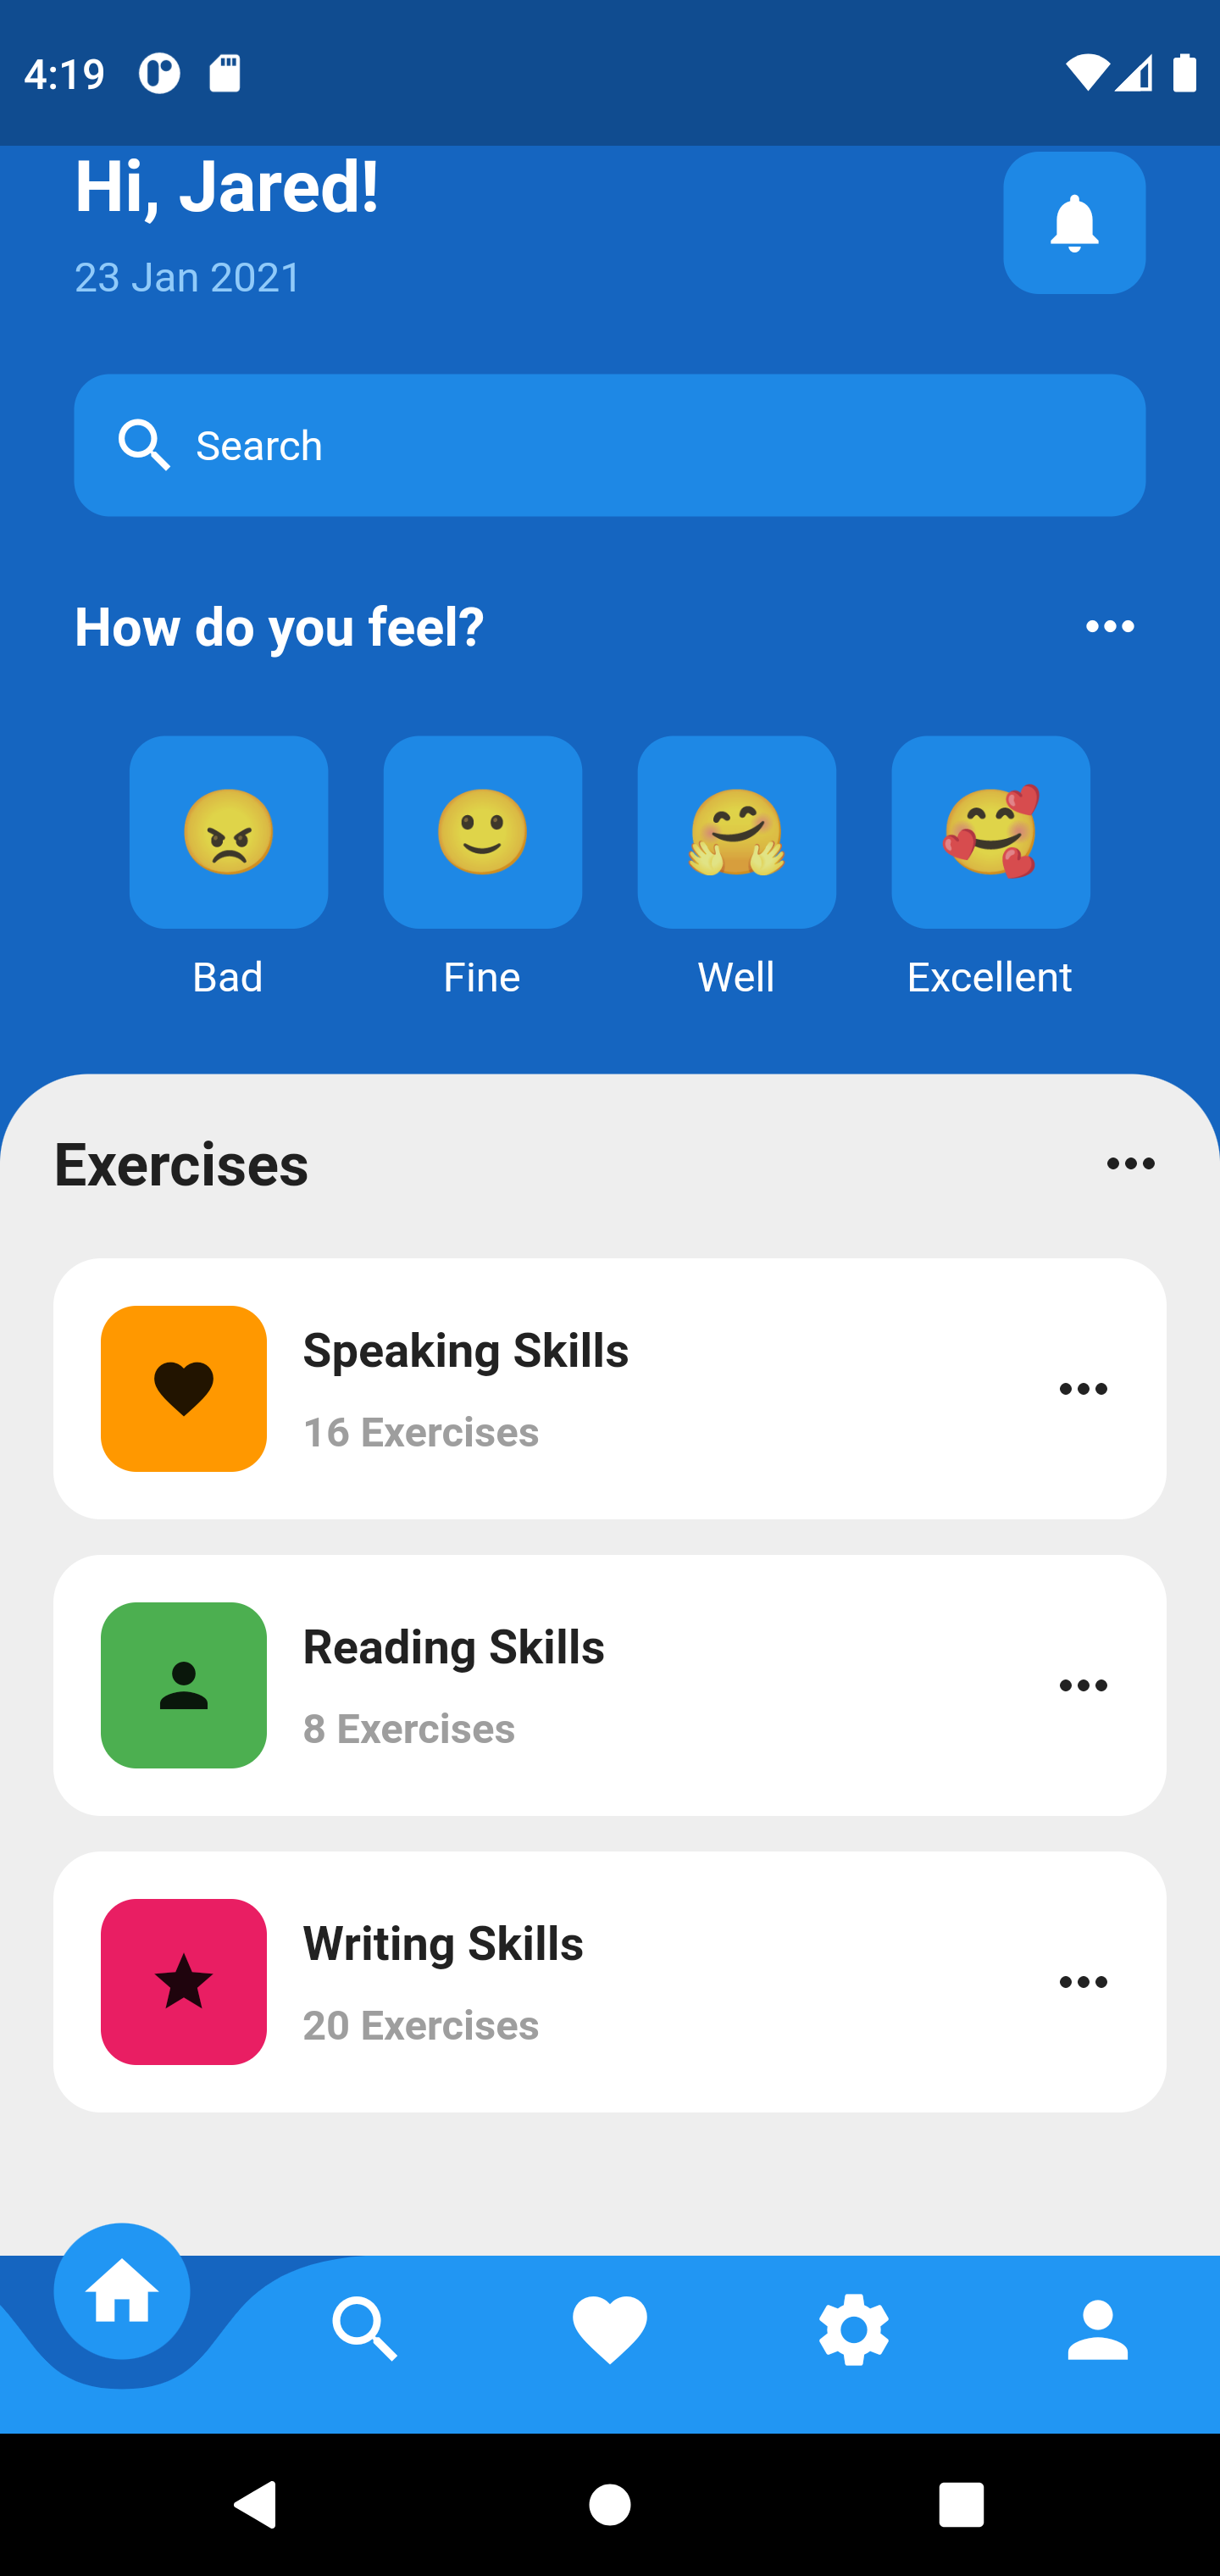 4:19
Hi, Jared!
23 Jan 2021
Search
How do you feel?
Bad
Fine
Well
Excellent
Exercises
Speaking Skills
16 Exercises
Reading Skills
8 Exercises
Writing Skills
20 Exercises